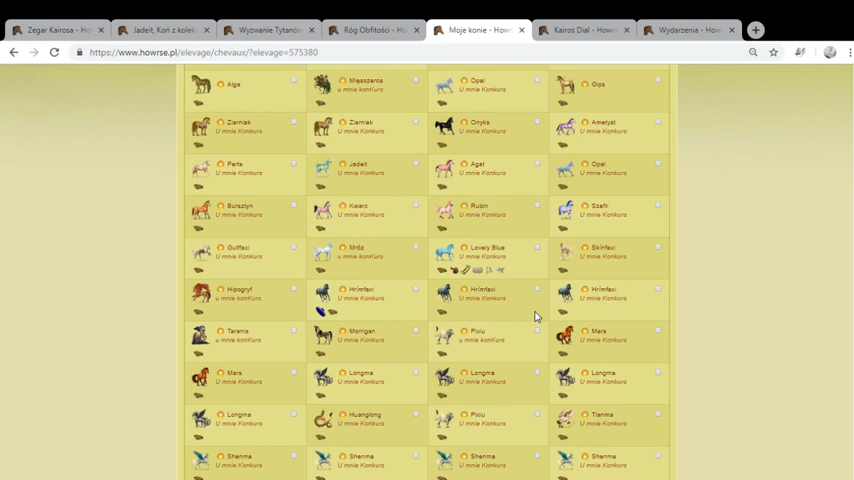 Zegar Kairosa - How
Jadeit, Koń z kolek
Wyzwanie Tytanów
Róg Obfitości - How
Moje konie - Howr
Kairos Dial - Howrs
Wydarzenia - Howr
https://www.howrse.pl/elevage/chevaux/?elevage=575380
Alga
Mięsożerca
u mnie konKurs
Opal
u mnie Konkurs
Gips
Ziarniak
U mnie Konkurs
Ziarniak
U mnie Konkurs
Onyks
U mnie Konkurs
Ametyst
U mnie Konkurs
Perła
U mnie Konkurs
Jadeit
U mnie Konkurs
Agat
U mnie Konkurs
Opal
U mnie Konkurs
Bursztyn
U mnie Konkurs
Kwarc
U mnie Konkurs
Rubin
U mnie Konkurs
Szafir
U mnie Konkurs
Gullfaxi
U mnie Konkurs
Mróz
U mnie konKurs
Lovely Blue
U mnie Konkurs
Skinfaxi
U mnie Konkurs
Hipogryf
u mnie konKurs
Hrímfaxi
U mnie Konkurs
Hrímfaxi
U mnie Konkurs
Hrímfaxi
U mnie Konkurs
Taranis
u mnie konKurs
Morrigan
U mnie Konkurs
Pixiu
u mnie konKurs
Mars
U mnie Konkurs
Mars
U mnie Konkurs
Longma
U mnie Konkurs
Longma
U mnie Konkurs
Longma
U mnie Konkurs
Longma
U mnie Konkurs
Huanglong
U mnie Konkurs
Pixiu
U mnie Konkurs
Tianma
U mnie Konkurs
Shenma
U mnie Konkurs
Shenma
U mnie Konkurs
Shenma
U mnie Konkurs
Shenma
U mnie Konkurs